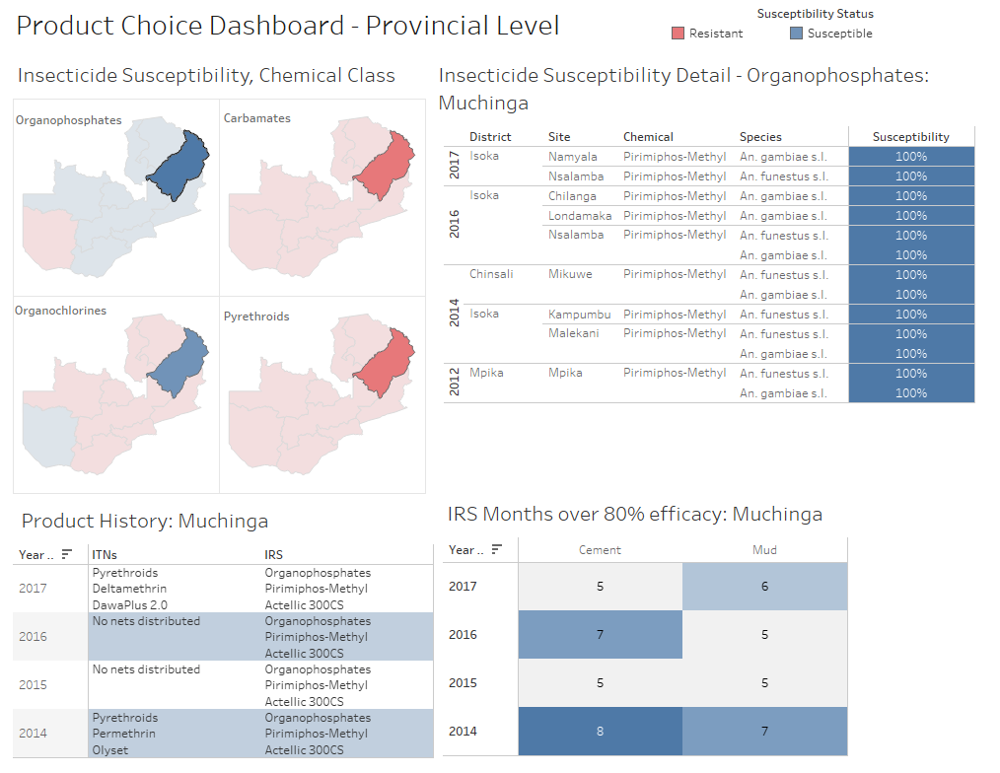 Product Choice Dashboard - Provincial Level
Susceptibility Status
Resistant
Susceptible
Insecticide Susceptibility, Chemical Class
Organophosphates
Carbamates
Organochlorines
Pyrethroids
Insecticide Susceptibility Detail - Organophosphates:
Muchinga
District Site Chemical Species Susceptibility
2017 Isoka Namyala Pirimiphos-Methyl An. gambiae s.l. 100%
Nsalamba Pirimiphos-Methyl An. funestus s.l. 100%
2016 Isoka Chilanga Pirimiphos-Methyl An. gambiae s.l. 100%
Londamaka Pirimiphos-Methyl An. gambiae s.l. 100%
Nsalamba Pirimiphos-Methyl An. funestus s.l. 100%
An. gambiae s.l. 100%
2014 Chinsali Mikuwe Pirimiphos-Methyl An. funestus s.l. 100%
An. gambiae s.l. 100%
Isoka Kampumbu Pirimiphos-Methyl An. funestus s.l. 100%
Malekani Pirimiphos-Methyl An. funestus s.l. 100%
An. gambiae s.l. 100%
2012 Mpika Mpika Pirimiphos-Methyl An. funestus s.l. 100%
An. gambiae s.l. 100%
Product History: Muchinga
Year .. ITNs IRS
2017 Pyrethroids Organophosphates
Deltamethrin Pirimiphos-Methyl
DawaPlus 2.0 Actellic 300CS
2016 No nets distributed Organophosphates
Pirimiphos-Methyl
Actellic 300CS
2015 No nets distributed Organophosphates
Pirimiphos-Methyl
Actellic 300CS
2014 Pyrethroids Organophosphates
Permethrin Pirimiphos-Methyl
Olyset Actellic 300CS
IRS Months over 80% efficacy: Muchinga
Year .. Cement Mud
2017 5 6
2016 7 5
2015 5 5
2014 8 7